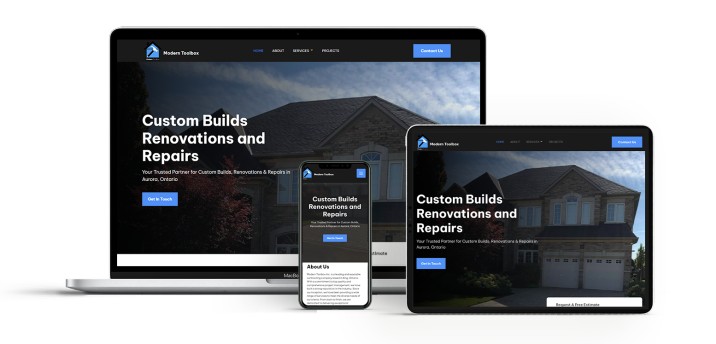 Modern Toolbox
HOME ABOUT SERVICES PROJECTS
Contact Us
Custom Builds
Renovations and
Repairs
Your Trusted Partner for Custom Builds, Renovations & Repairs in
Aurora, Ontario
Get In Touch
MacBo
Modern Toolbox
Custom Builds
Renovations and
Repairs
Your Trusted Partner for Custom Builds,
Renovations & Repairs in Aurora, Ontario
Get In Touch
About Us
stimate
Modern Toolbox
HOME ABOUT SERVICES PROJECTS
Contact Us
Custom Builds
Renovations and
Repairs
Your Trusted Partner for Custom Builds, Renovations & Repairs in
Aurora, Ontario
Get In Touch
Request A Free Estimate